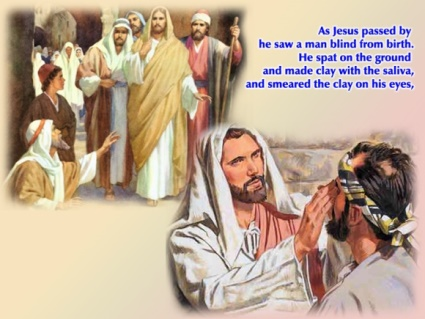 As Jesus passed by
he saw a man blind from birth.
He spat on the ground
and made clay with the saliva,
and smeared the clay on his eyes,